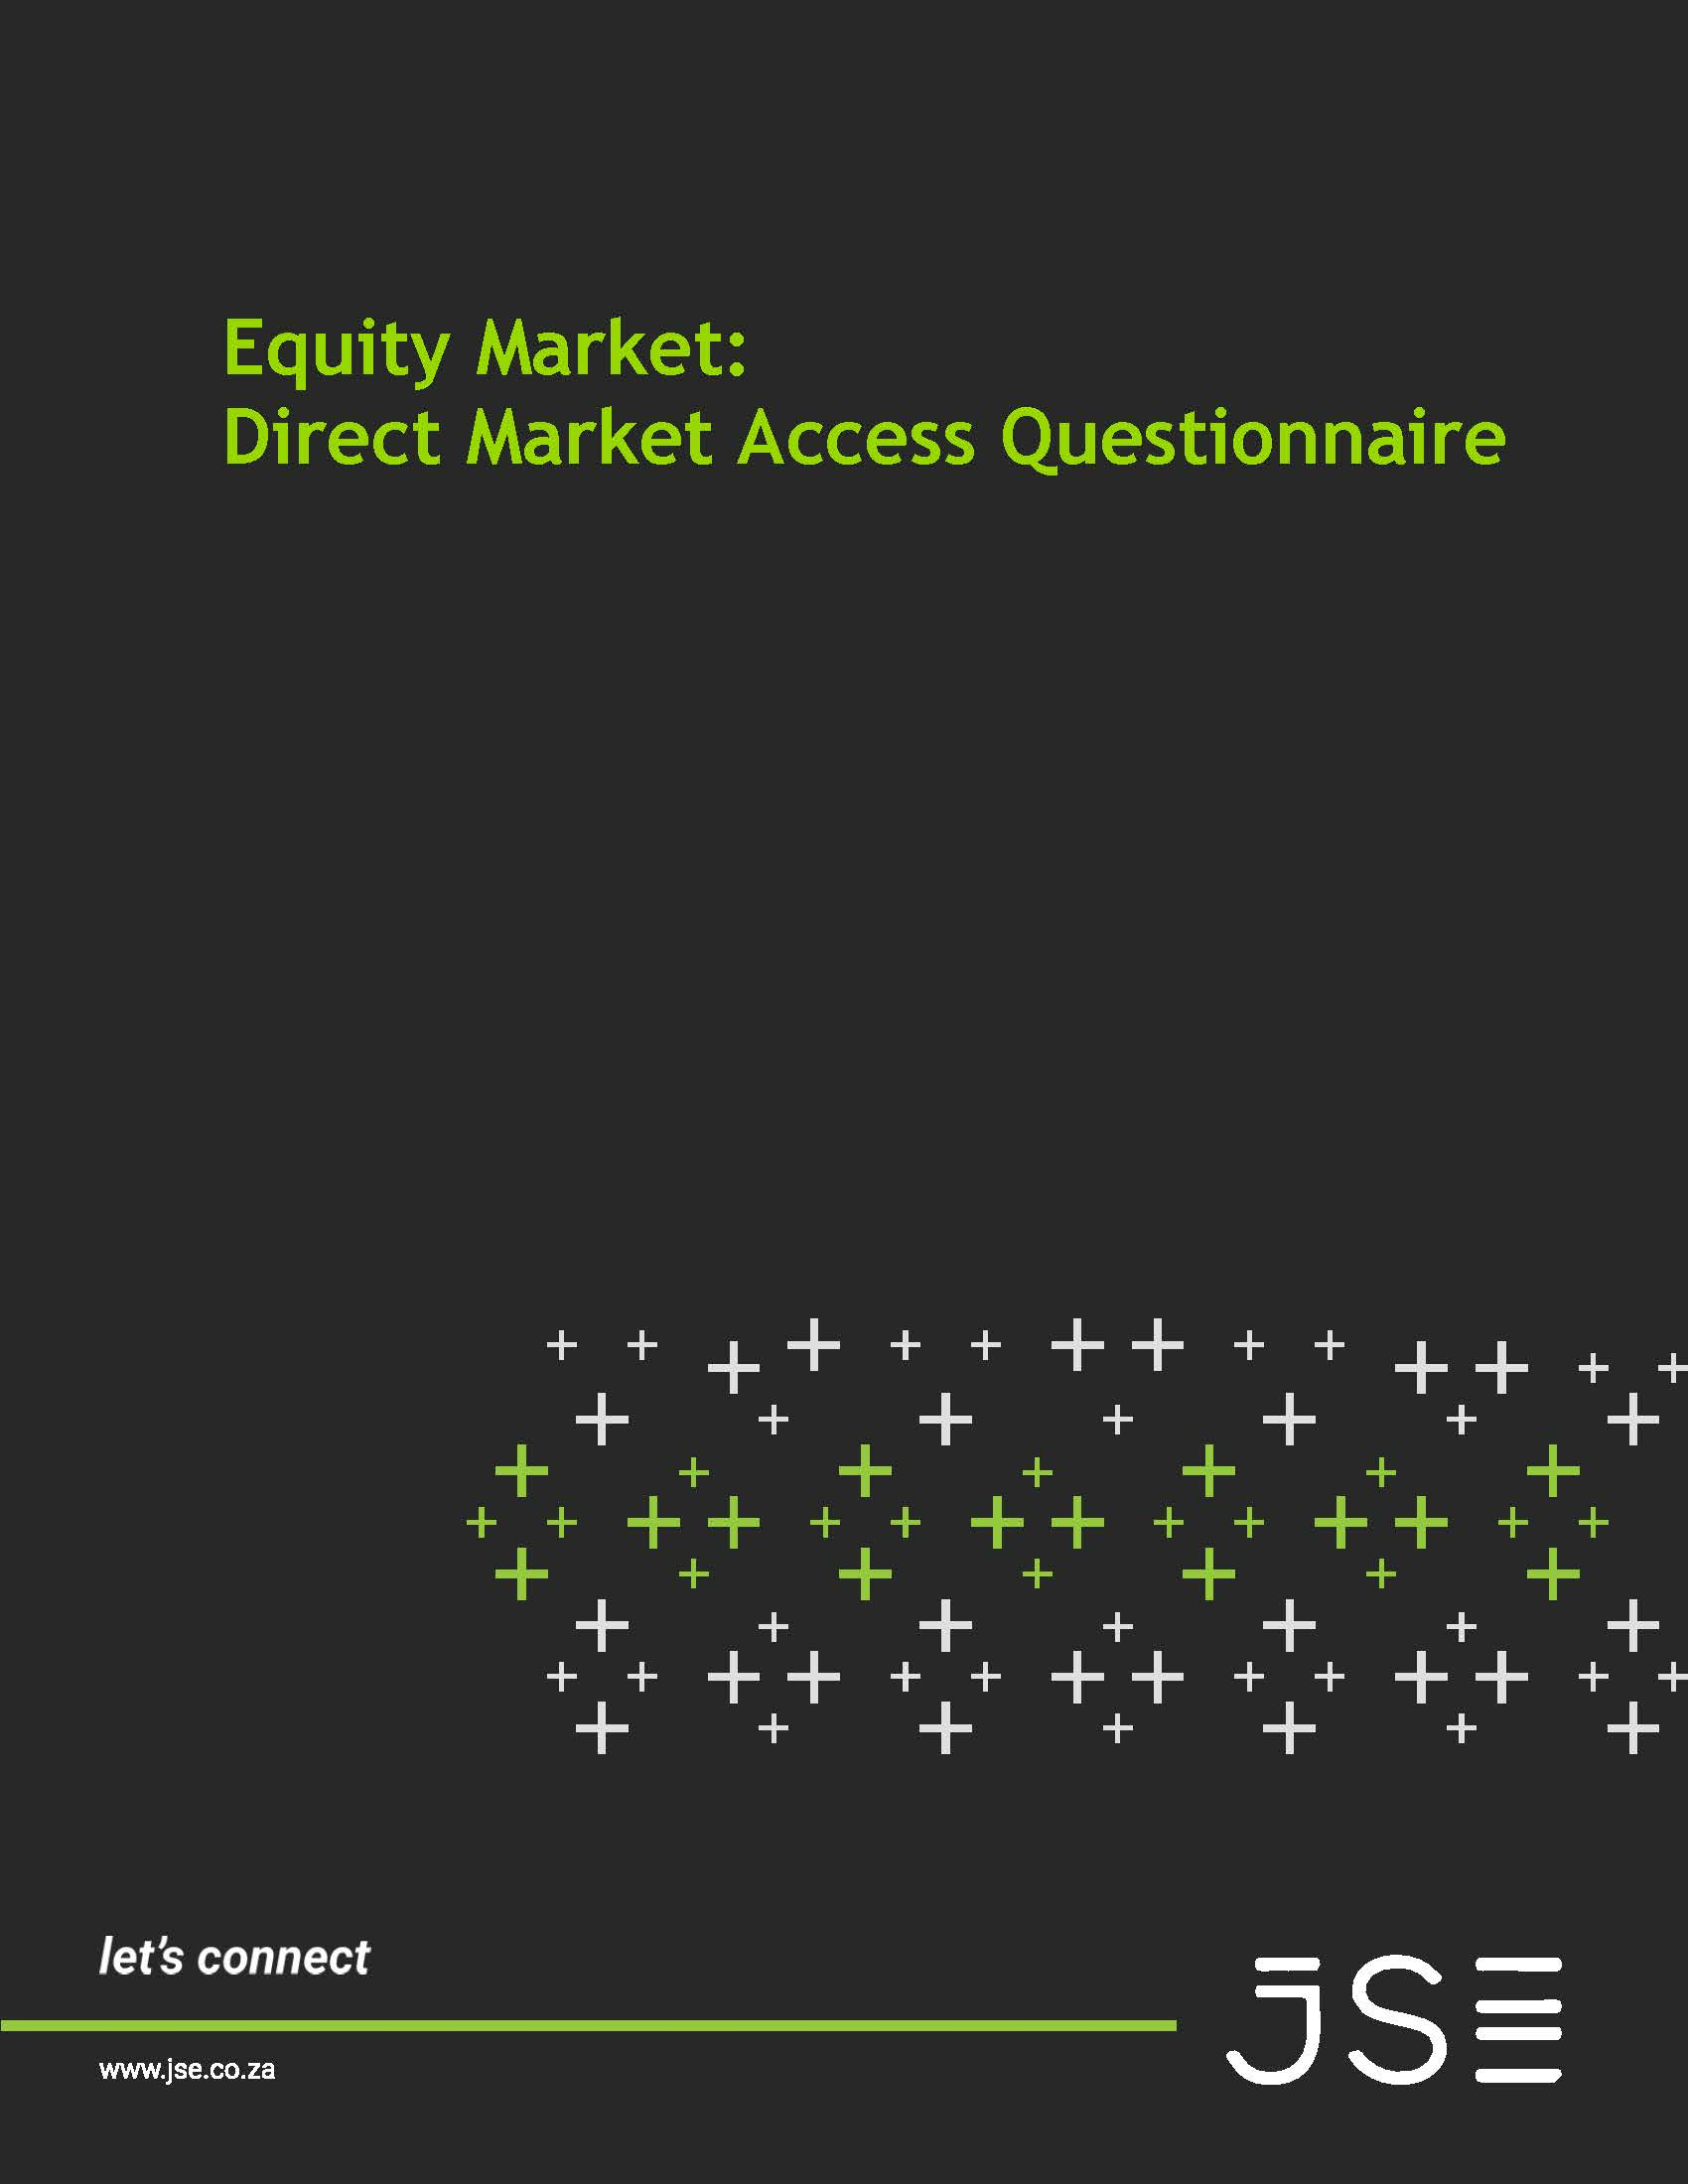 Equity Market:
Direct Market Access Questionnaire
let’s connect
www.jse.co.za
JSE